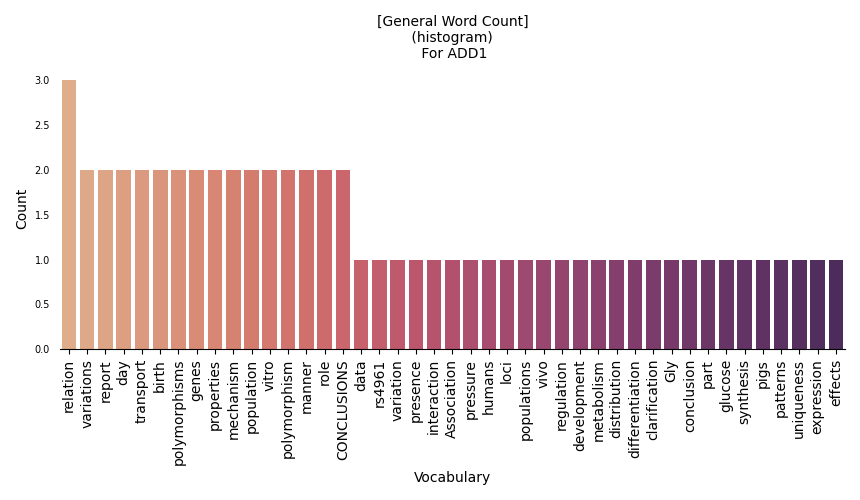 [General Word Count]
(histogram)
For ADD1
3.0
2.5
2.0
1.5
1.0
0.5
0.0
Count
relation
variations
report
day
transport
birth
polymorphisms
genes
properties
mechanism
population
vitro
polymorphism
manner
role
CONCLUSIONS
data
rs4961
variation
presence
interaction
Association
pressure
humans
loci
populations
vivo
regulation
development
metabolism
distribution
differentiation
clarification
Gly
conclusion
part
glucose
synthesis
pigs
patterns
uniqueness
expression
effects
Vocabulary